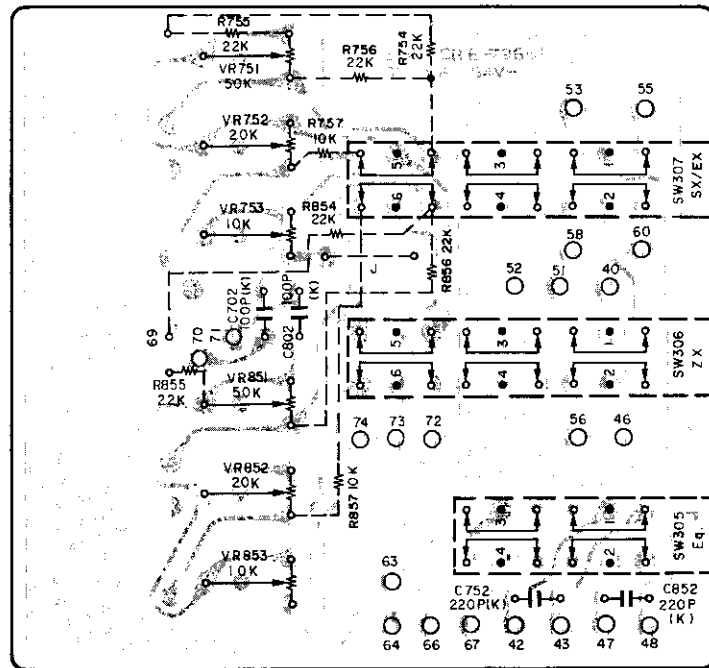 R755
22K
VR751
50K
R756
22K
R754
22K
53
55
VR752
20K
R757
10K
5
3
1
6
4
2
SW307
SX/EX
VR753
10K
R854
22K
R856 22K
58
60
52
51
40
C702
100P(K)
100P
(K)
C802
69
70
71
R855
22K
VR851
50K
5
3
1
6
4
2
SW306
ZX
74
73
72
56
46
VR852
20K
R857 10K
3
1
4
2
SW305
Eq.
VR853
10K
63
C752
220P(K)
C852
220P
(K)
64
66
67
42
43
47
48